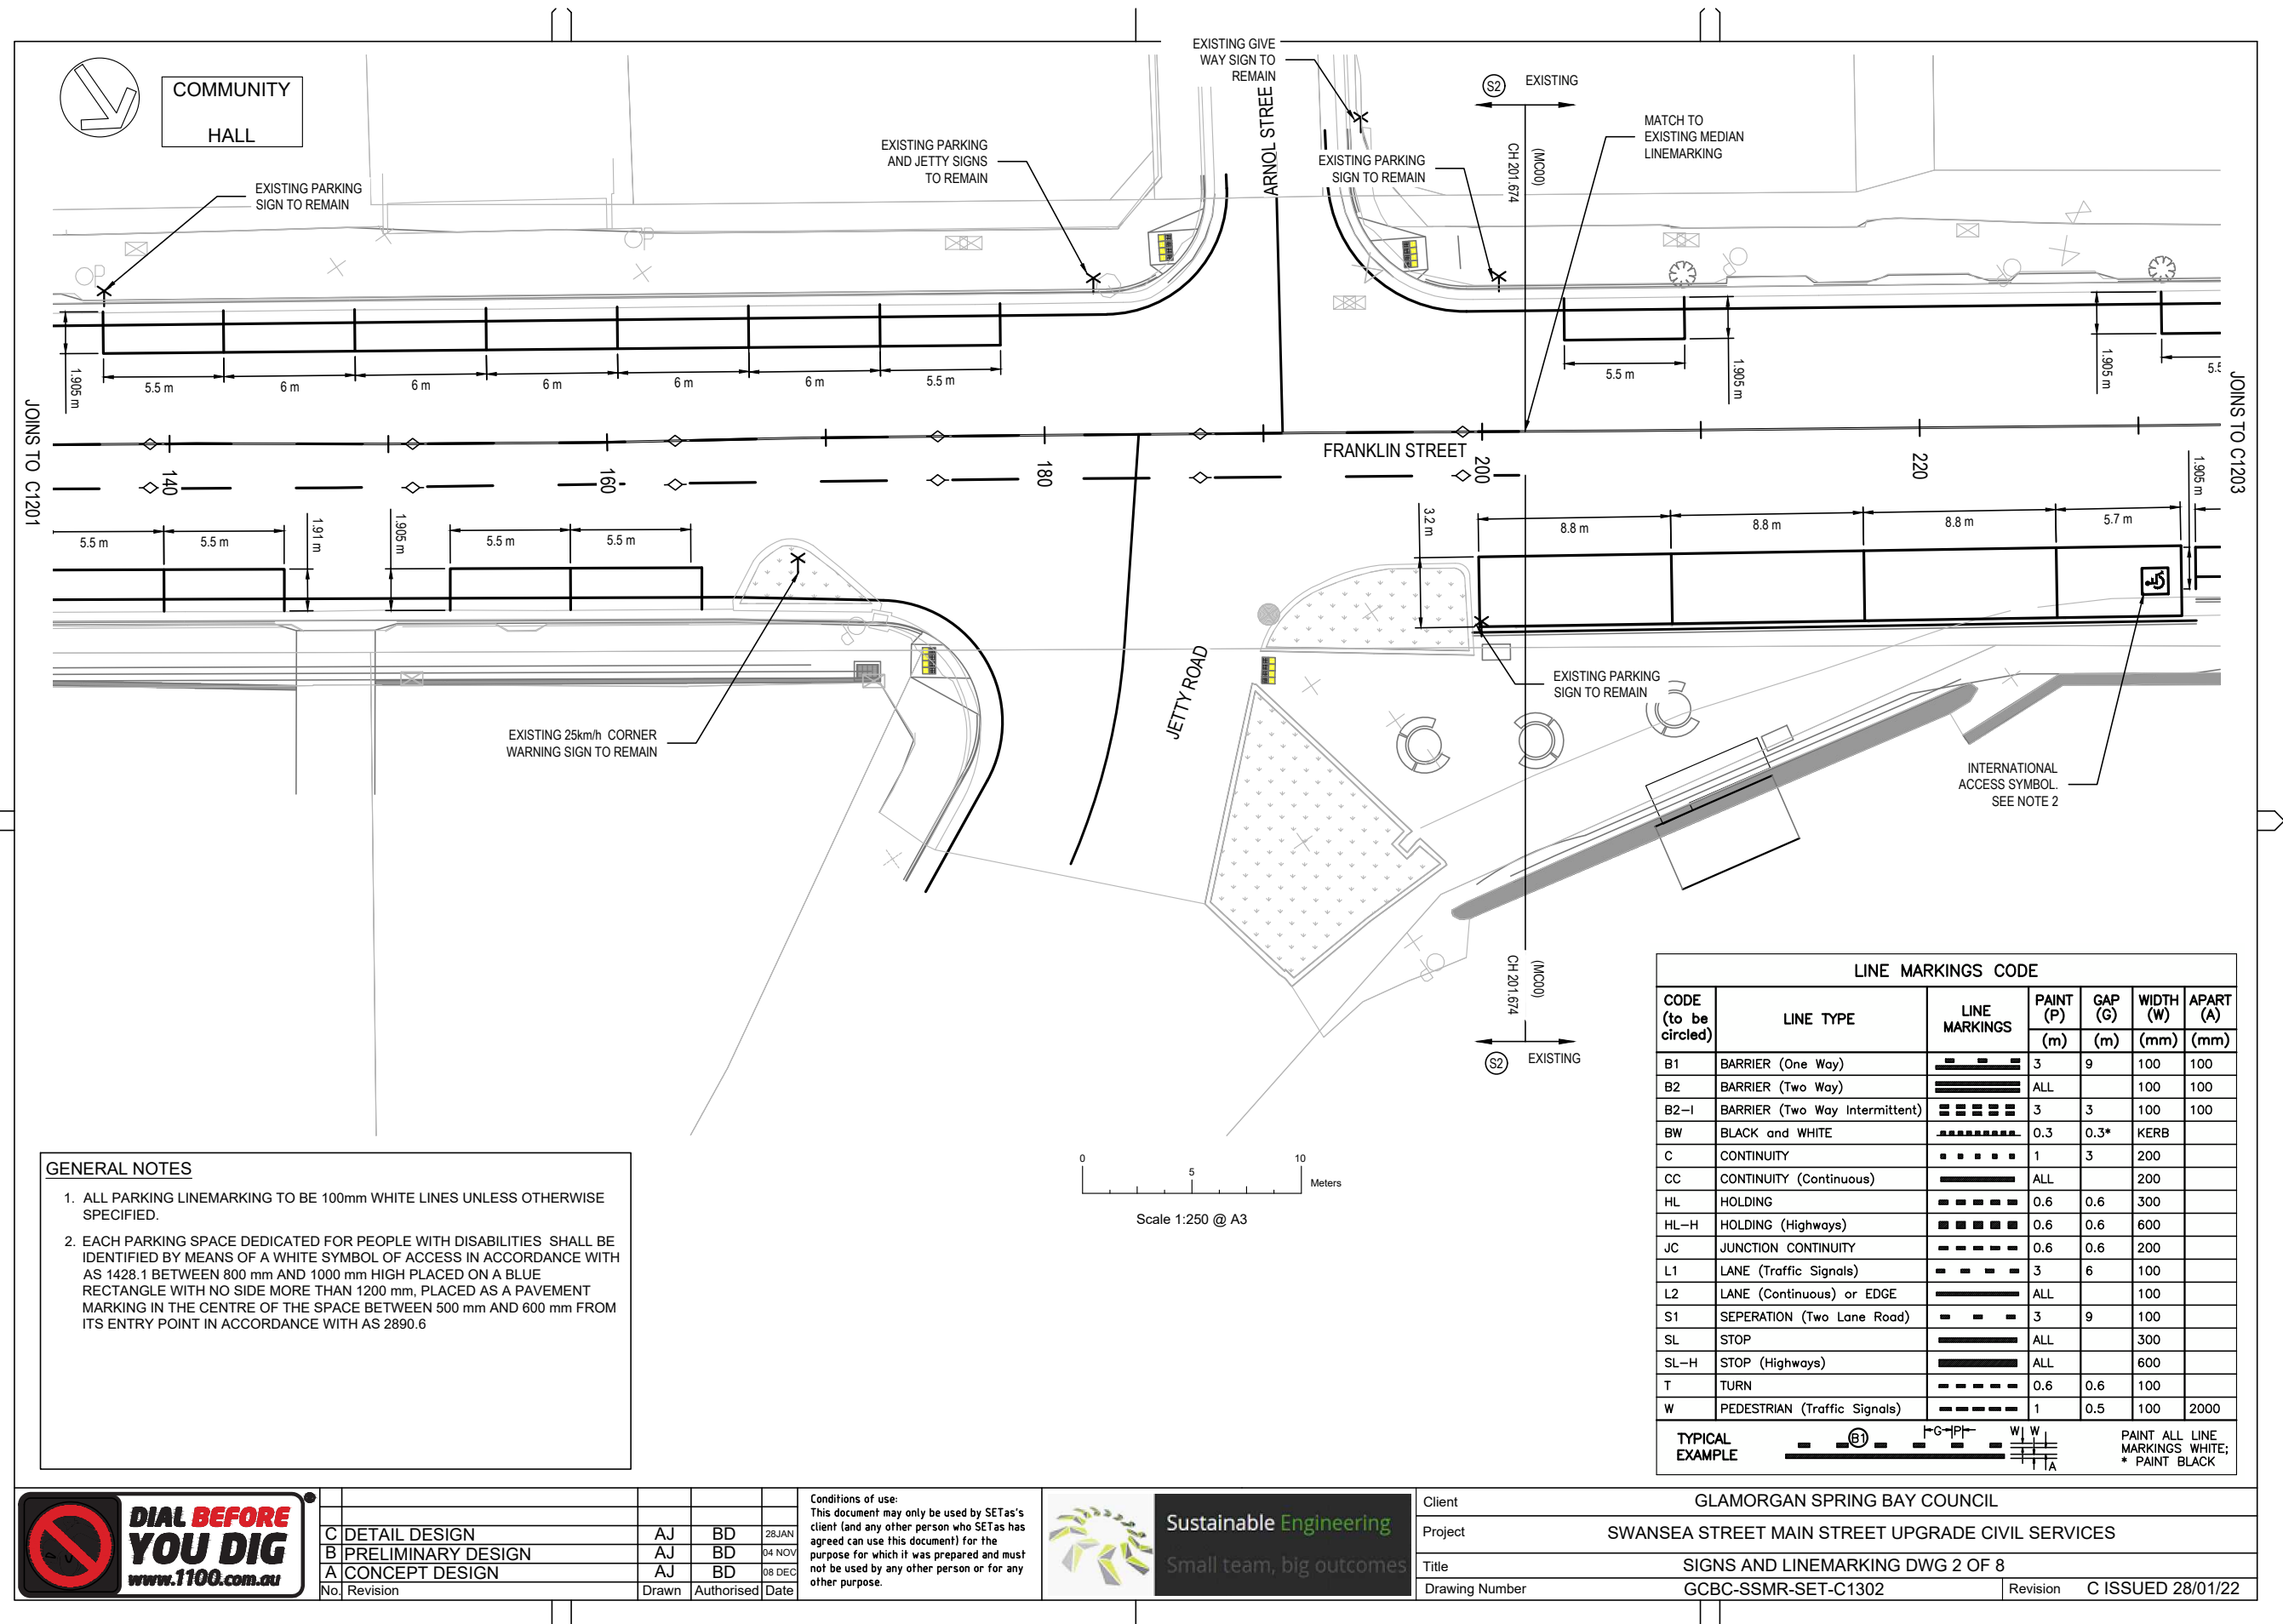 COMMUNITY
HALL
EXISTING PARKING
SIGN TO REMAIN
EXISTING PARKING
AND JETTY SIGNS
TO REMAIN
EXISTING GIVE
WAY SIGN TO
REMAIN
ARNOL STREE
EXISTING PARKING
SIGN TO REMAIN
S2 EXISTING
(MC00)
CH 201.674
MATCH TO
EXISTING MEDIAN
LINEMARKING
1.905 m
5.5 m
6 m
6 m
6 m
6 m
6 m
5.5 m
5.5 m
1.905 m
1.905 m
JOINS TO C1201
JOINS TO C1203
FRANKLIN STREET
140
160
180
200
220
5.5 m
5.5 m
1.91 m
1.905 m
5.5 m
5.5 m
3.2 m
8.8 m
8.8 m
8.8 m
5.7 m
1.905 m
JETTY ROAD
EXISTING PARKING
SIGN TO REMAIN
EXISTING 25km/h CORNER
WARNING SIGN TO REMAIN
INTERNATIONAL
ACCESS SYMBOL.
SEE NOTE 2
(MC00)
CH 201.674
S2 EXISTING
LINE MARKINGS CODE
CODE (to be circled) LINE TYPE LINE MARKINGS PAINT (P) (m) GAP (G) (m) WIDTH (W) (mm) APART (A) (mm)
B1 BARRIER (One Way) 3 9 100 100
B2 BARRIER (Two Way) ALL 100 100
B2-I BARRIER (Two Way Intermittent) 3 3 100 100
BW BLACK and WHITE 0.3 0.3* KERB
C CONTINUITY 1 3 200
CC CONTINUITY (Continuous) ALL 200
HL HOLDING 0.6 0.6 300
HL-H HOLDING (Highways) 0.6 0.6 600
JC JUNCTION CONTINUITY 0.6 0.6 200
L1 LANE (Traffic Signals) 3 6 100
L2 LANE (Continuous) or EDGE ALL 100
S1 SEPERATION (Two Lane Road) 3 9 100
SL STOP ALL 300
SL-H STOP (Highways) ALL 600
T TURN 0.6 0.6 100
W PEDESTRIAN (Traffic Signals) 1 0.5 100 2000
TYPICAL
EXAMPLE
B1 G P W W A
PAINT ALL LINE
MARKINGS WHITE;
* PAINT BLACK
0 5 10
Meters
Scale 1:250 @ A3
GENERAL NOTES
1. ALL PARKING LINEMARKING TO BE 100mm WHITE LINES UNLESS OTHERWISE
SPECIFIED.
2. EACH PARKING SPACE DEDICATED FOR PEOPLE WITH DISABILITIES SHALL BE
IDENTIFIED BY MEANS OF A WHITE SYMBOL OF ACCESS IN ACCORDANCE WITH
AS 1428.1 BETWEEN 800 mm AND 1000 mm HIGH PLACED ON A BLUE
RECTANGLE WITH NO SIDE MORE THAN 1200 mm, PLACED AS A PAVEMENT
MARKING IN THE CENTRE OF THE SPACE BETWEEN 500 mm AND 600 mm FROM
ITS ENTRY POINT IN ACCORDANCE WITH AS 2890.6
DIAL BEFORE
YOU DIG
www.1100.com.au
C DETAIL DESIGN AJ BD 28JAN
B PRELIMINARY DESIGN AJ BD 04 NOV
A CONCEPT DESIGN AJ BD 08 DEC
No. Revision Drawn Authorised Date
Conditions of use:
This document may only be used by SETas's
client (and any other person who SETas has
agreed can use this document) for the
purpose for which it was prepared and must
not be used by any other person or for any
other purpose.
Sustainable Engineering
Small team, big outcomes
Client GLAMORGAN SPRING BAY COUNCIL
Project SWANSEA STREET MAIN STREET UPGRADE CIVIL SERVICES
Title SIGNS AND LINEMARKING DWG 2 OF 8
Drawing Number GCBC-SSMR-SET-C1302 Revision C ISSUED 28/01/22